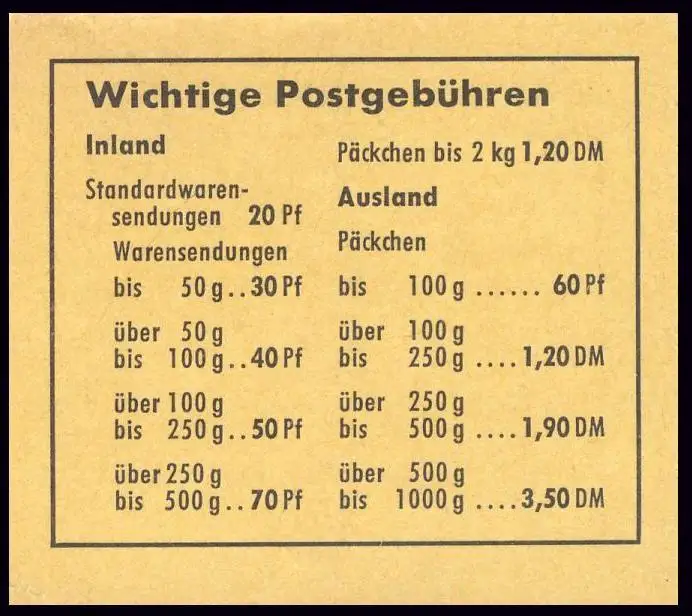 Wichtige Postgebühren
Inland
Standardwaren-
sendungen 20 Pf
Warensendungen
bis 50 g..30 Pf
über 50 g
bis 100 g..40 Pf
über 100 g
bis 250 g..50 Pf
über 250 g
bis 500 g..70 Pf
Päckchen bis 2 kg 1,20 DM
Ausland
Päckchen
bis 100 g ...... 60 Pf
über 100 g
bis 250 g ....1,20 DM
über 250 g
bis 500 g ....1,90 DM
über 500 g
bis 1000 g ....3,50 DM